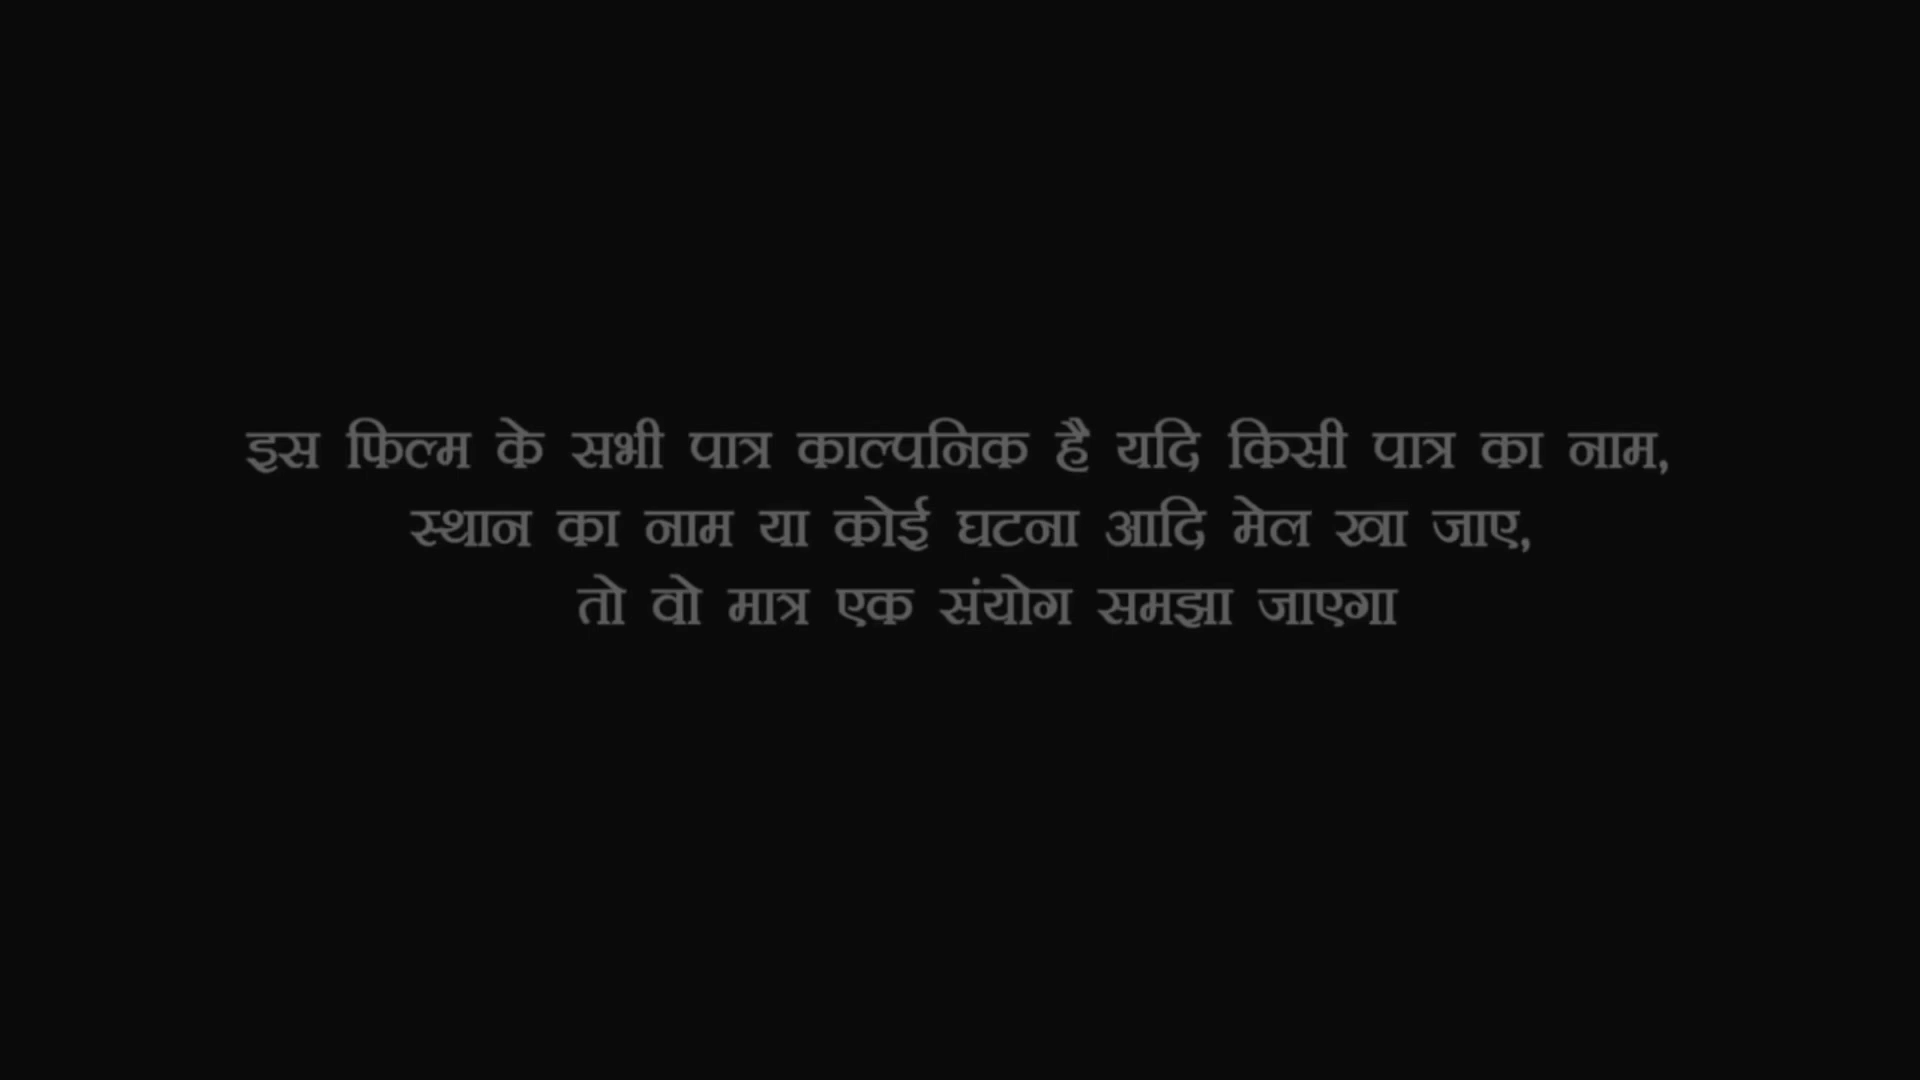 इस फिल्म के सभी पात्र काल्पनिक है यदि किसी पात्र का नाम,
स्थान का नाम या कोई घटना आदि मेल खा जाए,
तो वो मात्र एक संयोग समझा जाएगा